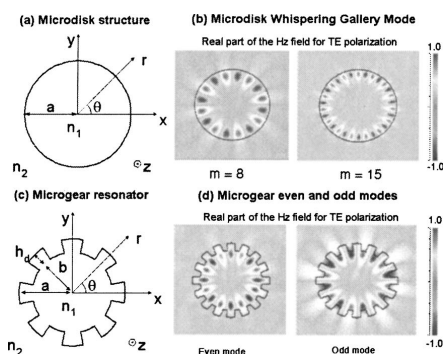 (a) Microdisk structure
y
r
θ
a
n1
x
n2
z
(b) Microdisk Whispering Gallery Mode
Real part of the Hz field for TE polarization
1.0
-1.0
m = 8
m = 15
(c) Microgear resonator
y
r
hd
b
θ
a
n1
x
n2
z
(d) Microgear even and odd modes
Real part of the Hz field for TE polarization
1.0
-1.0
Even mode
Odd mode